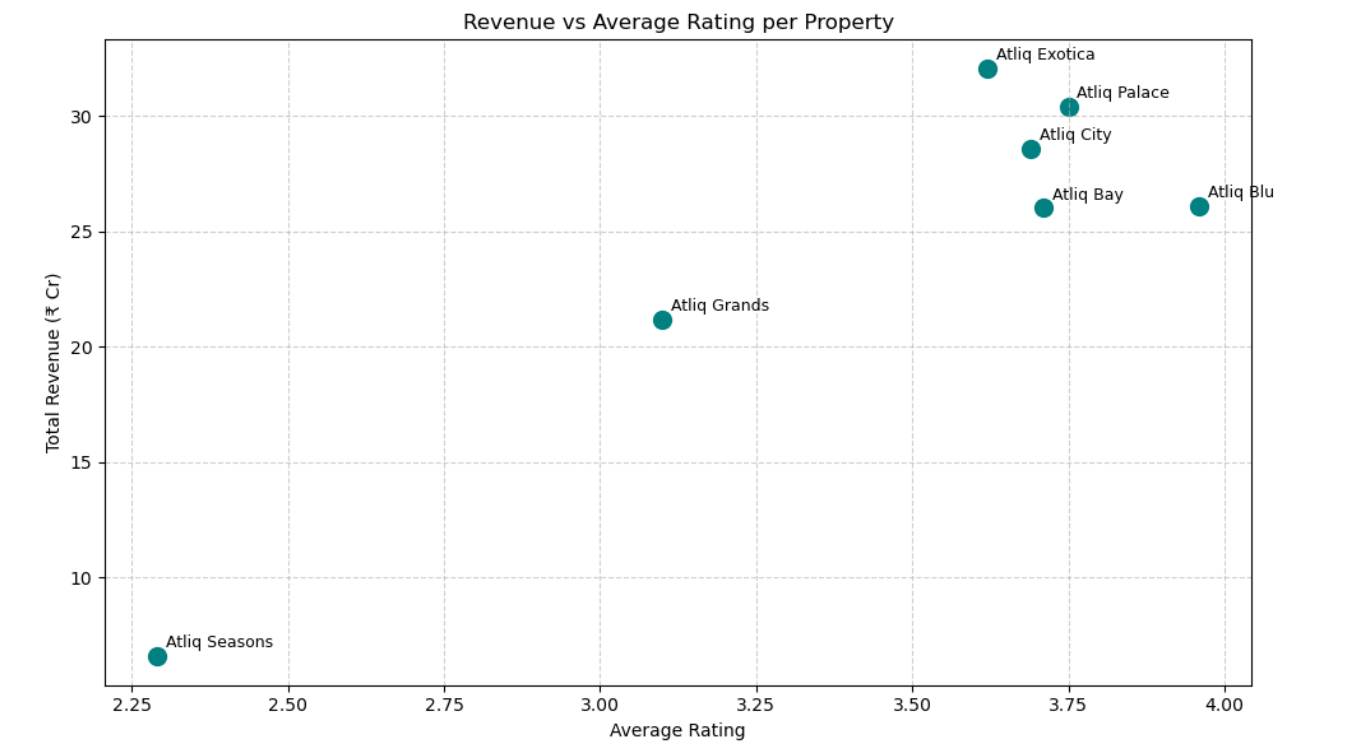 Revenue vs Average Rating per Property
Atliq Exotica
Atliq Palace
Atliq City
Atliq Bay
Atliq Blu
Atliq Grands
Atliq Seasons
Total Revenue (₹ Cr)
30
25
20
15
10
2.25 2.50 2.75 3.00 3.25 3.50 3.75 4.00
Average Rating